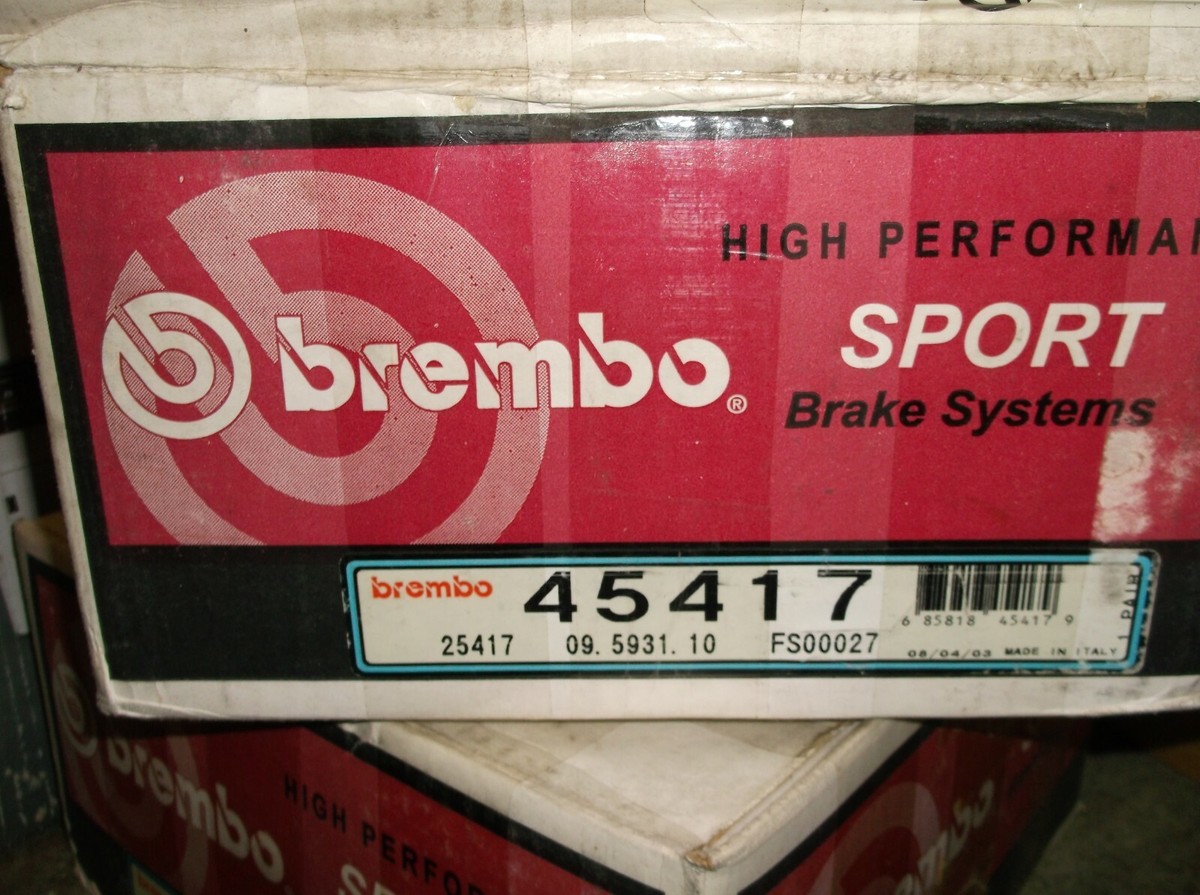 HIGH PERFORMA
brembo®
SPORT
Brake Systems
brembo 45417
25417 09.5931.10 FS00027
6 85818 45417 9
08/04/03 MADE IN ITALY
1 PAIR
brembo
HIGH PERFO